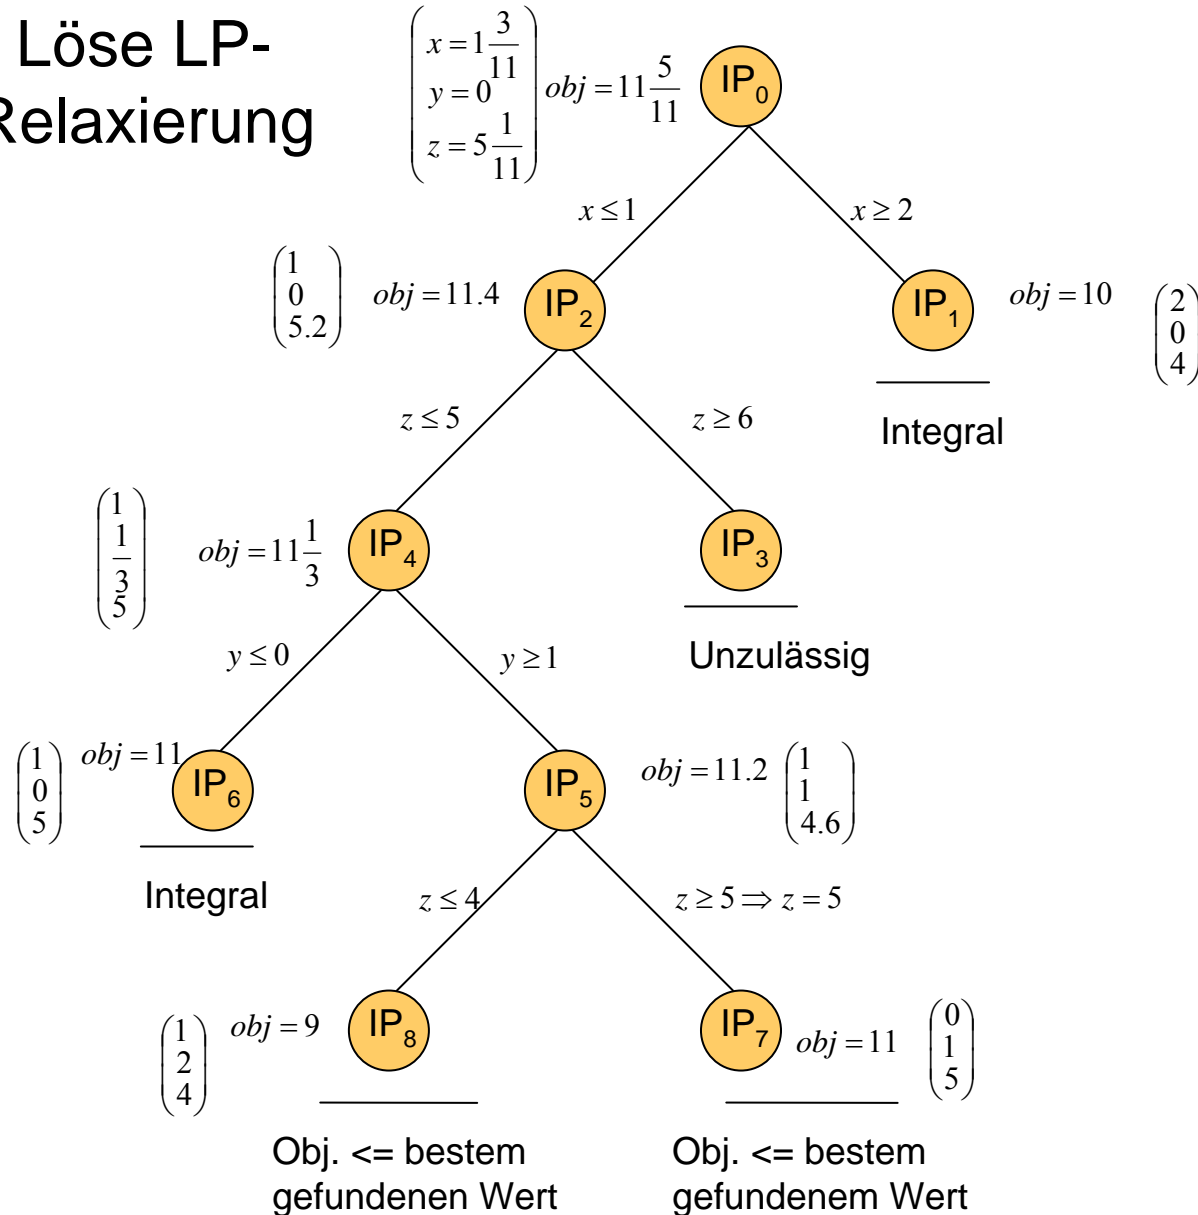 Löse LP-
Relaxierung
x = 1 3/11
y = 0
z = 5 1/11
obj = 11 5/11
IP0
x ≤ 1
x ≥ 2
1
0
5.2
obj = 11.4
IP2
IP1
obj = 10
2
0
4
Integral
z ≤ 5
z ≥ 6
1
1/3
5
obj = 11 1/3
IP4
IP3
Unzulässig
y ≤ 0
y ≥ 1
1
0
5
obj = 11
IP6
Integral
IP5
obj = 11.2
1
1
4.6
z ≤ 4
z ≥ 5 ⇒ z = 5
1
2
4
obj = 9
IP8
IP7
obj = 11
0
1
5
Obj. <= bestem
gefundenen Wert
Obj. <= bestem
gefundenem Wert